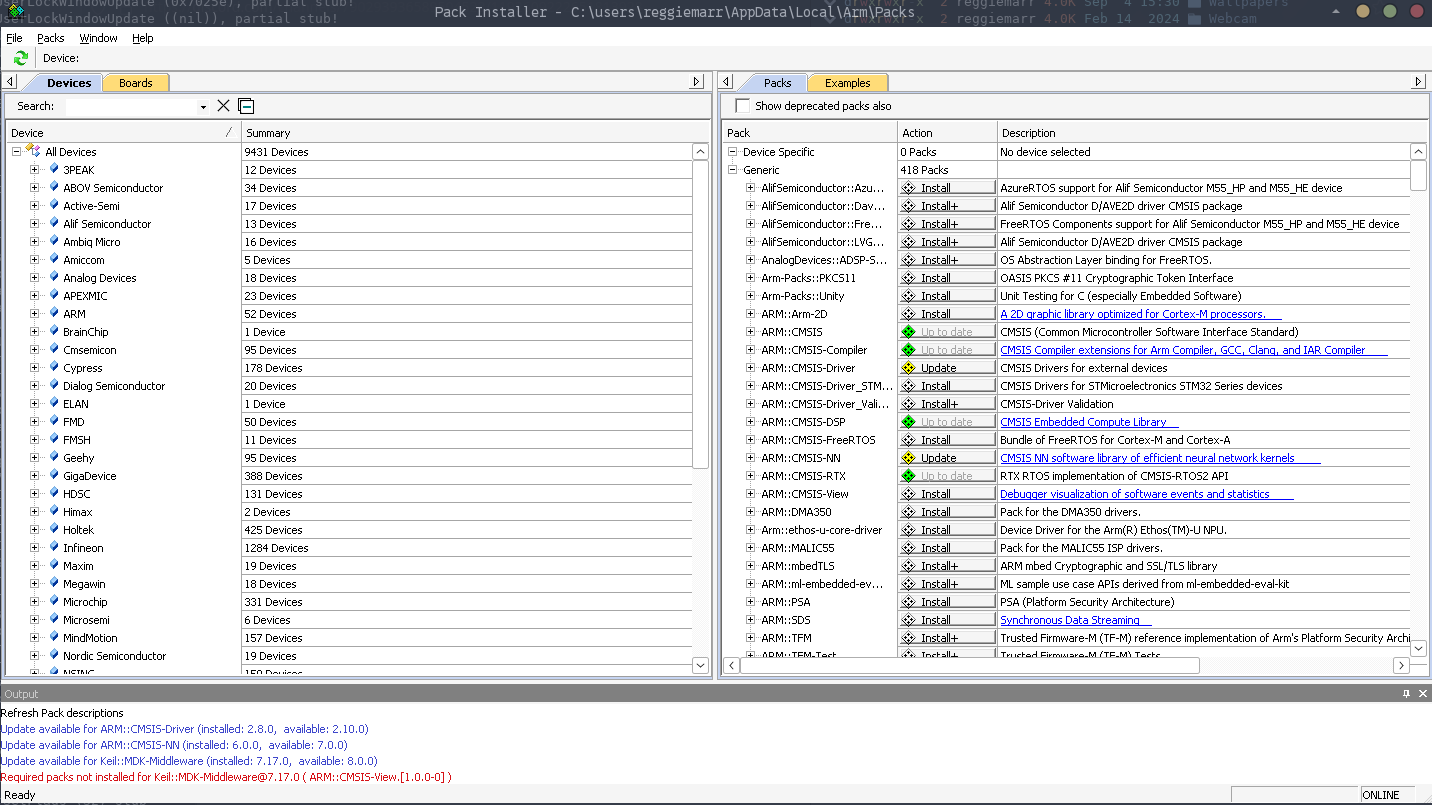 LockWindowUpdate (0x7025e), partial stub!
LockWindowUpdate ((nil)), partial stub!
drwxrwxr-x 2 reggiemarr 4.0K Sep 4 15:30 Wallpapers
2 reggiemarr 4.0K Feb 14 2024 Webcam
Pack Installer - C:\users\reggiemarr\AppData\Local\Arm\Packs
File Packs Window Help
Device:
Devices Boards
Search:
Device Summary
All Devices 9431 Devices
3PEAK 12 Devices
ABOV Semiconductor 34 Devices
Active-Semi 17 Devices
Alif Semiconductor 13 Devices
Ambiq Micro 16 Devices
Amiccom 5 Devices
Analog Devices 18 Devices
APEXMIC 23 Devices
ARM 52 Devices
BrainChip 1 Device
Cmsemicon 95 Devices
Cypress 178 Devices
Dialog Semiconductor 20 Devices
ELAN 1 Device
FMD 50 Devices
FMSH 11 Devices
Geehy 95 Devices
GigaDevice 388 Devices
HDSC 131 Devices
Himax 2 Devices
Holtek 425 Devices
Infineon 1284 Devices
Maxim 19 Devices
Megawin 18 Devices
Microchip 331 Devices
Microsemi 6 Devices
MindMotion 157 Devices
Nordic Semiconductor 19 Devices
NSING 150 Devices
Packs Examples
Show deprecated packs also
Pack Action Description
Device Specific 0 Packs No device selected
Generic 418 Packs
AlifSemiconductor::Azu... Install AzureRTOS support for Alif Semiconductor M55_HP and M55_HE device
AlifSemiconductor::Dav... Install+ Alif Semiconductor D/AVE2D driver CMSIS package
AlifSemiconductor::Fre... Install+ FreeRTOS Components support for Alif Semiconductor M55_HP and M55_HE device
AlifSemiconductor::LVG... Install+ Alif Semiconductor D/AVE2D driver CMSIS package
AnalogDevices::ADSP-S... Install+ OS Abstraction Layer binding for FreeRTOS.
Arm-Packs::PKCS11 Install OASIS PKCS #11 Cryptographic Token Interface
Arm-Packs::Unity Install Unit Testing for C (especially Embedded Software)
ARM::Arm-2D Install A 2D graphic library optimized for Cortex-M processors.
ARM::CMSIS Up to date CMSIS (Common Microcontroller Software Interface Standard)
ARM::CMSIS-Compiler Up to date CMSIS Compiler extensions for Arm Compiler, GCC, Clang, and IAR Compiler
ARM::CMSIS-Driver Update CMSIS Drivers for external devices
ARM::CMSIS-Driver_STM... Install CMSIS Drivers for STMicroelectronics STM32 Series devices
ARM::CMSIS-Driver_Vali... Install+ CMSIS-Driver Validation
ARM::CMSIS-DSP Up to date CMSIS Embedded Compute Library
ARM::CMSIS-FreeRTOS Install Bundle of FreeRTOS for Cortex-M and Cortex-A
ARM::CMSIS-NN Update CMSIS NN software library of efficient neural network kernels
ARM::CMSIS-RTX Up to date RTX RTOS implementation of CMSIS-RTOS2 API
ARM::CMSIS-View Install Debugger visualization of software events and statistics
ARM::DMA350 Install Pack for the DMA350 drivers.
Arm::ethos-u-core-driver Install Device Driver for the Arm(R) Ethos(TM)-U NPU.
ARM::MALIC55 Install Pack for the MALIC55 ISP drivers.
ARM::mbedTLS Install+ ARM mbed Cryptographic and SSL/TLS library
ARM::ml-embedded-ev... Install+ ML sample use case APIs derived from ml-embedded-eval-kit
ARM::PSA Install PSA (Platform Security Architecture)
ARM::SDS Install Synchronous Data Streaming
ARM::TFM Install+ Trusted Firmware-M (TF-M) reference implementation of Arm's Platform Security Archi
ARM::TFM-Test Install+ Trusted Firmware-M (TF-M) Tests
Output
Refresh Pack descriptions
Update available for ARM::CMSIS-Driver (installed: 2.8.0, available: 2.10.0)
Update available for ARM::CMSIS-NN (installed: 6.0.0, available: 7.0.0)
Update available for Keil::MDK-Middleware (installed: 7.17.0, available: 8.0.0)
Required packs not installed for Keil::MDK-Middleware@7.17.0 ( ARM::CMSIS-View.[1.0.0-0] )
Ready ONLINE